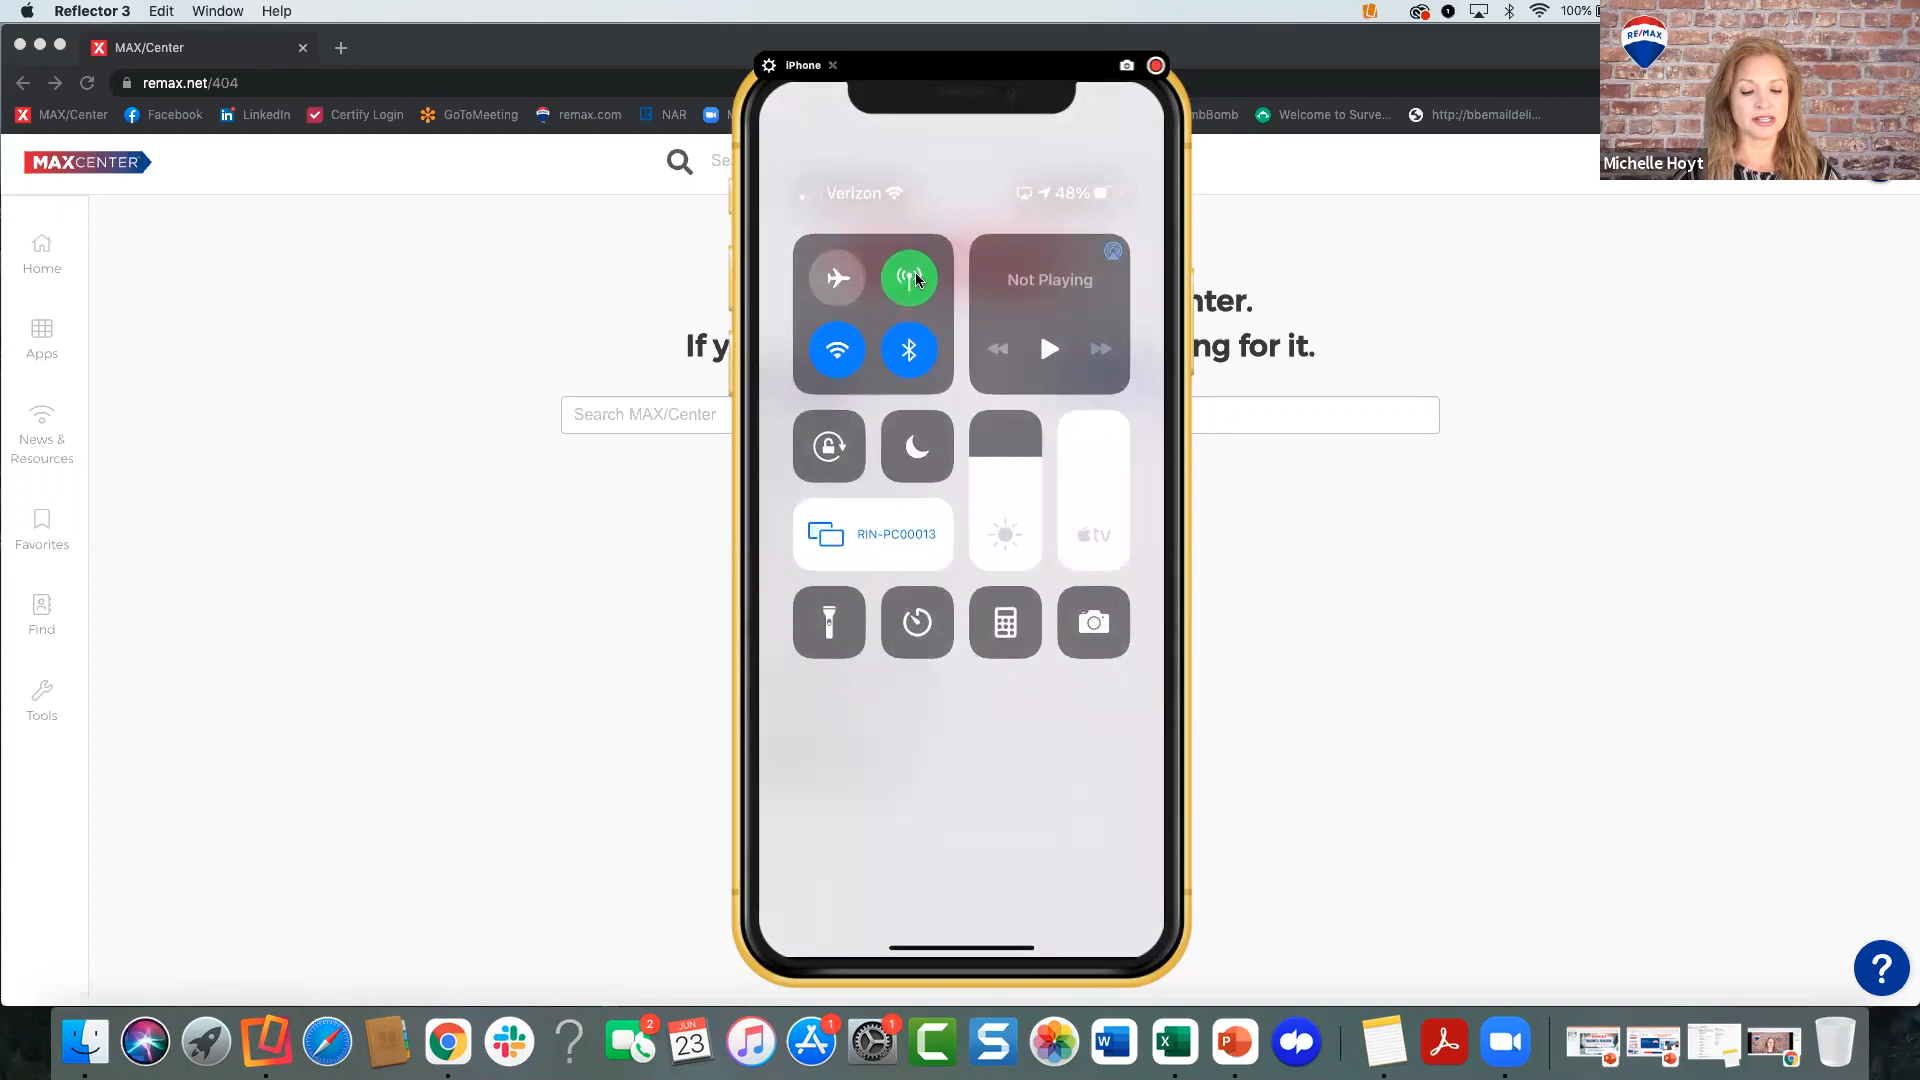 Reflector 3 Edit Window Help
100%
MAX/Center
remax.net/404
MAX/Center Facebook LinkedIn Certify Login GoToMeeting remax.com NAR
mbBomb Welcome to Surve... http://bbemaildeli...
iPhone
RE/MAX
Michelle Hoyt
MAXCENTER
Home
Apps
News &
Resources
Favorites
Find
Tools
nter.
If y
ng for it.
Search MAX/Center
Verizon
48%
Not Playing
RIN-PC00013
tv
?
2
JUN
23
1
1
W
X
P